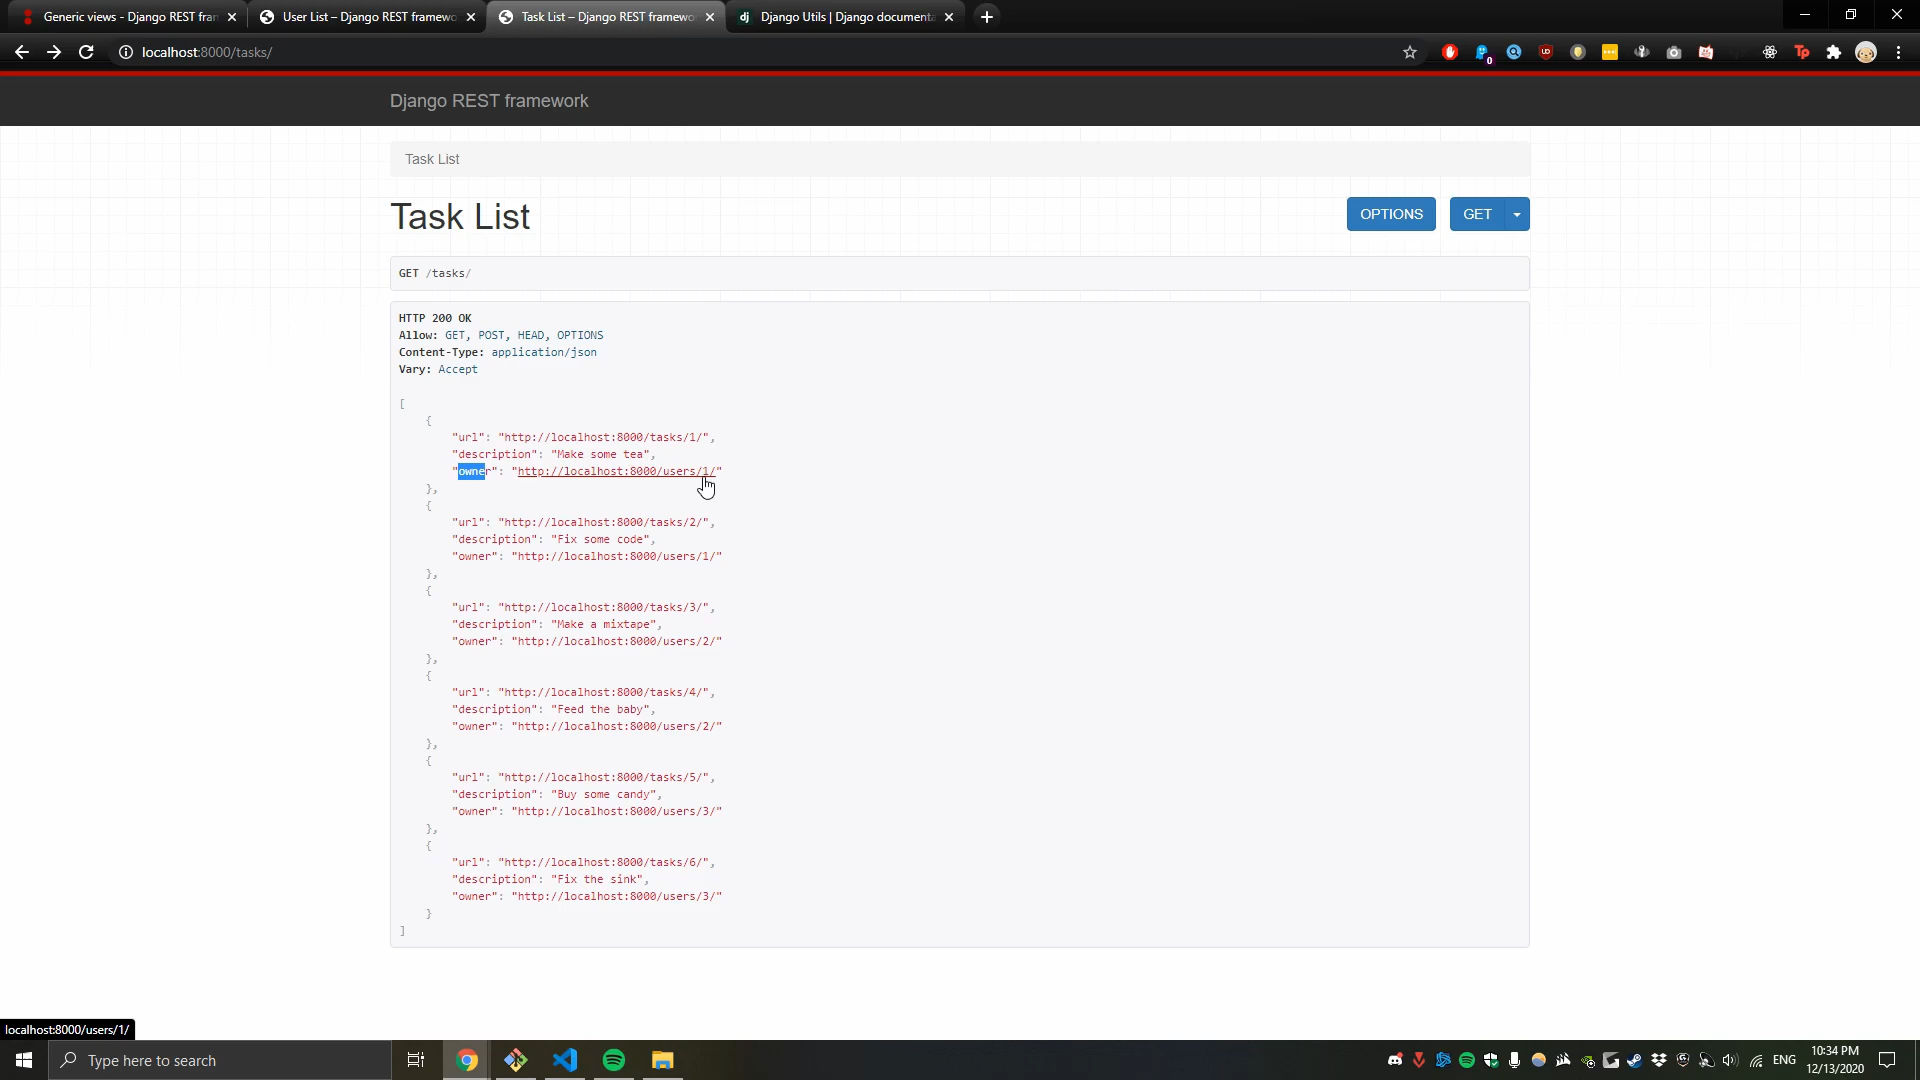 Generic views - Django REST fram
User List – Django REST framewo
Task List – Django REST framewo
Django Utils | Django documenta
localhost:8000/tasks/
0
Django REST framework
Task List
Task List
OPTIONS
GET
GET /tasks/
HTTP 200 OK
Allow: GET, POST, HEAD, OPTIONS
Content-Type: application/json
Vary: Accept
[
{
"url": "http://localhost:8000/tasks/1/",
"description": "Make some tea",
"owner": "http://localhost:8000/users/1/"
},
{
"url": "http://localhost:8000/tasks/2/",
"description": "Fix some code",
"owner": "http://localhost:8000/users/1/"
},
{
"url": "http://localhost:8000/tasks/3/",
"description": "Make a mixtape",
"owner": "http://localhost:8000/users/2/"
},
{
"url": "http://localhost:8000/tasks/4/",
"description": "Feed the baby",
"owner": "http://localhost:8000/users/2/"
},
{
"url": "http://localhost:8000/tasks/5/",
"description": "Buy some candy",
"owner": "http://localhost:8000/users/3/"
},
{
"url": "http://localhost:8000/tasks/6/",
"description": "Fix the sink",
"owner": "http://localhost:8000/users/3/"
}
]
localhost:8000/users/1/
Type here to search
ENG
10:34 PM
12/13/2020